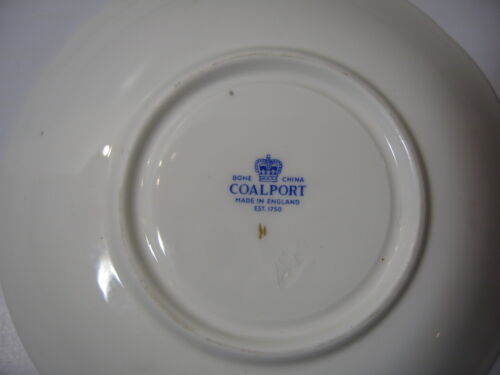 BONE CHINA
COALPORT
MADE IN ENGLAND
EST. 1750